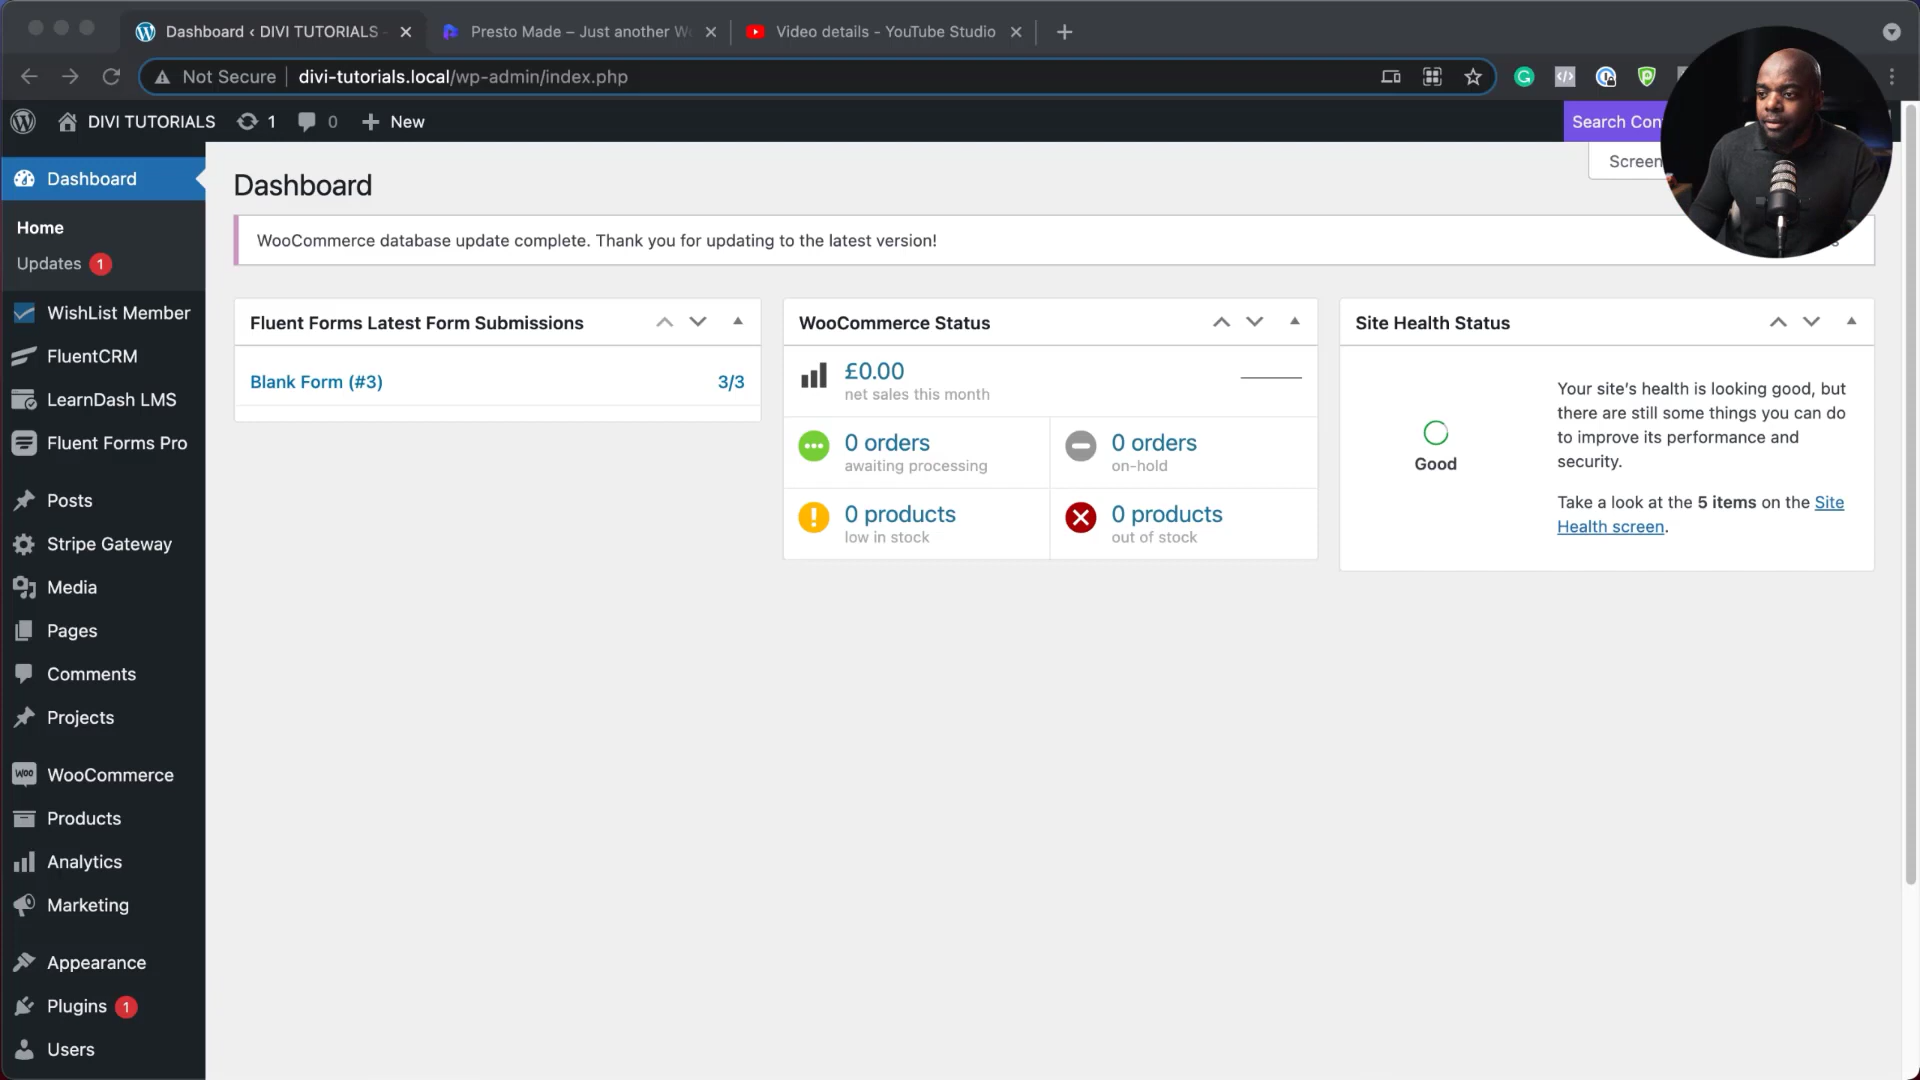 Dashboard ‹ DIVI TUTORIALS -
Presto Made – Just another Wo
Video details - YouTube Studio
Not Secure
divi-tutorials.local/wp-admin/index.php
DIVI TUTORIALS
1
0
New
Search Con
Screen
Dashboard
Home
Updates 1
WishList Member
FluentCRM
LearnDash LMS
Fluent Forms Pro
Posts
Stripe Gateway
Media
Pages
Comments
Projects
WooCommerce
Products
Analytics
Marketing
Appearance
Plugins 1
Users
Dashboard
WooCommerce database update complete. Thank you for updating to the latest version!
Fluent Forms Latest Form Submissions
Blank Form (#3)
3/3
WooCommerce Status
£0.00
net sales this month
0 orders
awaiting processing
0 orders
on-hold
0 products
low in stock
0 products
out of stock
Site Health Status
Good
Your site's health is looking good, but
there are still some things you can do
to improve its performance and
security.
Take a look at the 5 items on the Site
Health screen.